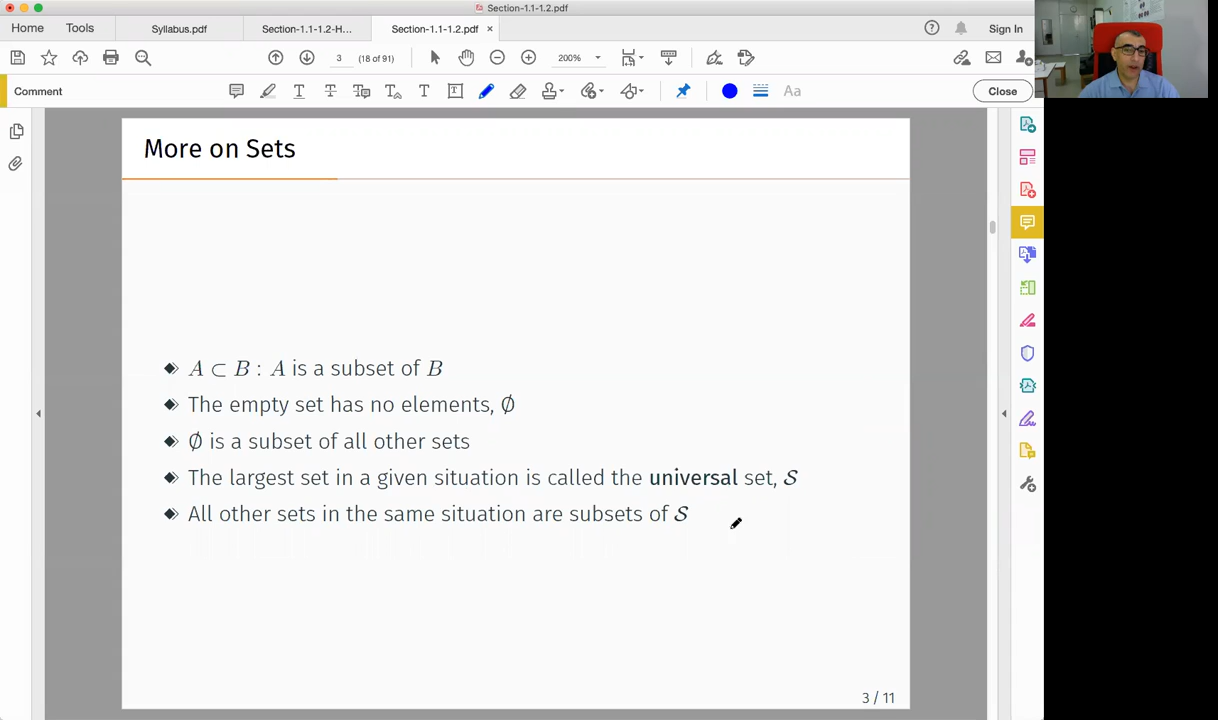 Section-1.1-1.2.pdf
Home Tools Syllabus.pdf Section-1.1-1.2-H... Section-1.1-1.2.pdf × Sign In
3 (18 of 91) 200%
Comment Aa Close
More on Sets
A ⊂ B : A is a subset of B
The empty set has no elements, ∅
∅ is a subset of all other sets
The largest set in a given situation is called the universal set, 𝒮
All other sets in the same situation are subsets of 𝒮
3 / 11